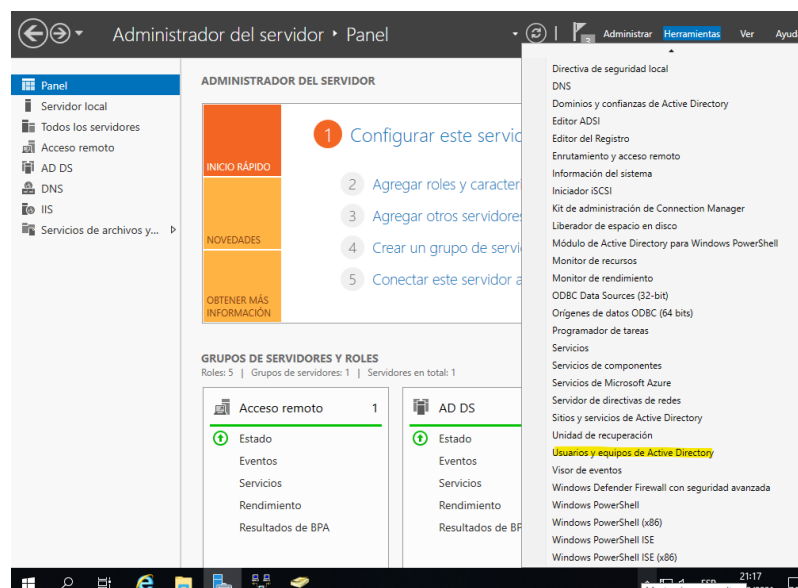 Administrador del servidor ‣ Panel
Administrar Herramientas Ver Ayuda
Panel
Servidor local
Todos los servidores
Acceso remoto
AD DS
DNS
IIS
Servicios de archivos y...
ADMINISTRADOR DEL SERVIDOR
INICIO RÁPIDO
NOVEDADES
OBTENER MÁS
INFORMACIÓN
1 Configurar este servic
2 Agregar roles y caracterí
3 Agregar otros servidores
4 Crear un grupo de servi
5 Conectar este servidor a
GRUPOS DE SERVIDORES Y ROLES
Roles: 5 | Grupos de servidores: 1 | Servidores en total: 1
Acceso remoto 1
Estado
Eventos
Servicios
Rendimiento
Resultados de BPA
AD DS
Estado
Eventos
Servicios
Rendimiento
Resultados de BP
Directiva de seguridad local
DNS
Dominios y confianzas de Active Directory
Editor ADSI
Editor del Registro
Enrutamiento y acceso remoto
Información del sistema
Iniciador iSCSI
Kit de administración de Connection Manager
Liberador de espacio en disco
Módulo de Active Directory para Windows PowerShell
Monitor de recursos
Monitor de rendimiento
ODBC Data Sources (32-bit)
Orígenes de datos ODBC (64 bits)
Programador de tareas
Servicios
Servicios de componentes
Servicios de Microsoft Azure
Servidor de directivas de redes
Sitios y servicios de Active Directory
Unidad de recuperación
Usuarios y equipos de Active Directory
Visor de eventos
Windows Defender Firewall con seguridad avanzada
Windows PowerShell
Windows PowerShell (x86)
Windows PowerShell ISE
Windows PowerShell ISE (x86)
21:17